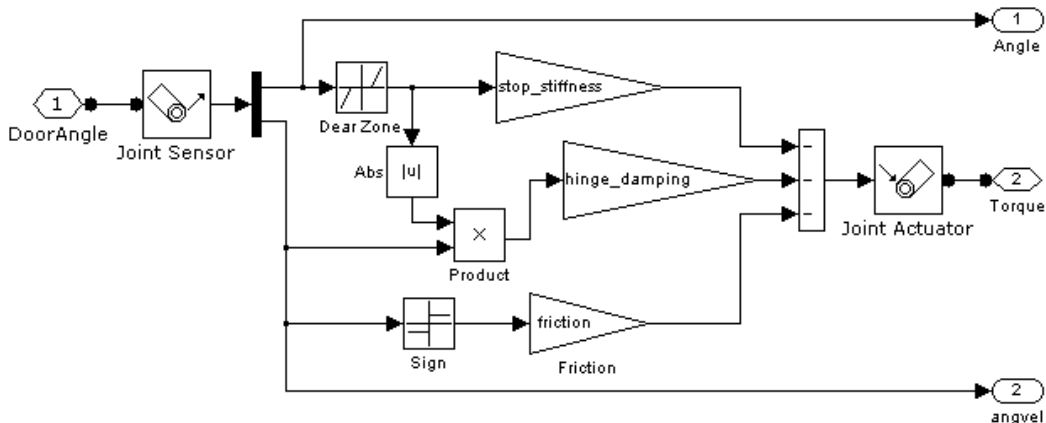 1
Angle
1
DoorAngle
Joint Sensor
Dear Zone
stop_stiffness
Abs
|u|
hinge_damping
×
Product
−
−
−
Joint Actuator
2
Torque
Sign
friction
Friction
2
angvel